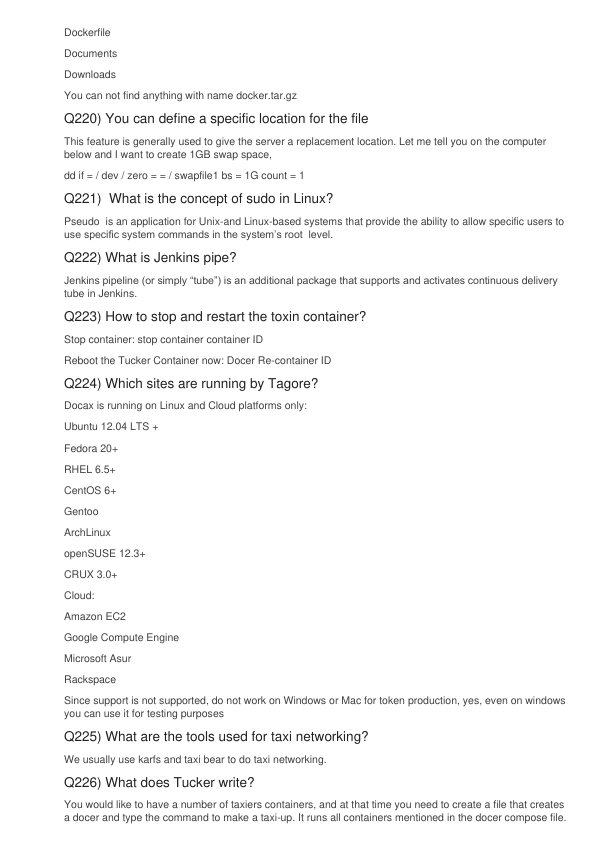 Dockerfile
Documents
Downloads
You can not find anything with name docker.tar.gz
Q220) You can define a specific location for the file
This feature is generally used to give the server a replacement location. Let me tell you on the computer
below and I want to create 1GB swap space,
dd if = / dev / zero = = / swapfile1 bs = 1G count = 1
Q221)  What is the concept of sudo in Linux?
Pseudo  is an application for Unix-and Linux-based systems that provide the ability to allow specific users to
use specific system commands in the system's root  level.
Q222) What is Jenkins pipe?
Jenkins pipeline (or simply “tube”) is an additional package that supports and activates continuous delivery
tube in Jenkins.
Q223) How to stop and restart the toxin container?
Stop container: stop container container ID
Reboot the Tucker Container now: Docer Re-container ID
Q224) Which sites are running by Tagore?
Docax is running on Linux and Cloud platforms only:
Ubuntu 12.04 LTS +
Fedora 20+
RHEL 6.5+
CentOS 6+
Gentoo
ArchLinux
openSUSE 12.3+
CRUX 3.0+
Cloud:
Amazon EC2
Google Compute Engine
Microsoft Asur
Rackspace
Since support is not supported, do not work on Windows or Mac for token production, yes, even on windows
you can use it for testing purposes
Q225) What are the tools used for taxi networking?
We usually use karfs and taxi bear to do taxi networking.
Q226) What does Tucker write?
You would like to have a number of taxiers containers, and at that time you need to create a file that creates
a docer and type the command to make a taxi-up. It runs all containers mentioned in the docer compose file.